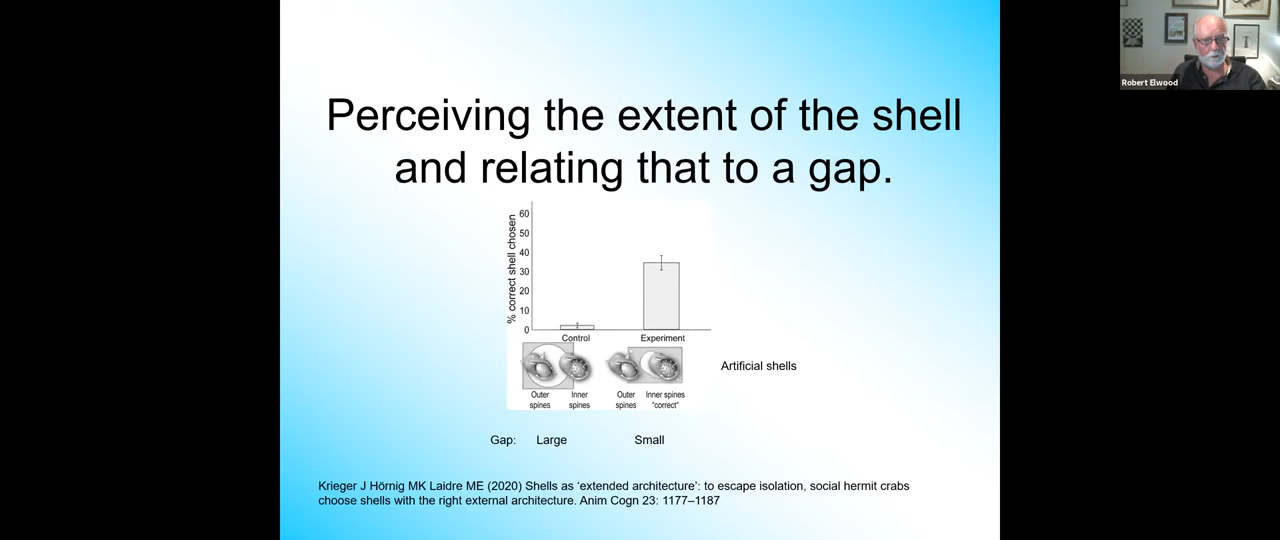 Robert Elwood
Perceiving the extent of the shell
and relating that to a gap.
% correct shell chosen
60
50
40
30
20
10
0
Control
Experiment
Artificial shells
Outer
spines
Inner
spines
Outer
spines
Inner spines
"correct"
Gap: Large Small
Krieger J Hörnig MK Laidre ME (2020) Shells as ‘extended architecture’: to escape isolation, social hermit crabs
choose shells with the right external architecture. Anim Cogn 23: 1177–1187